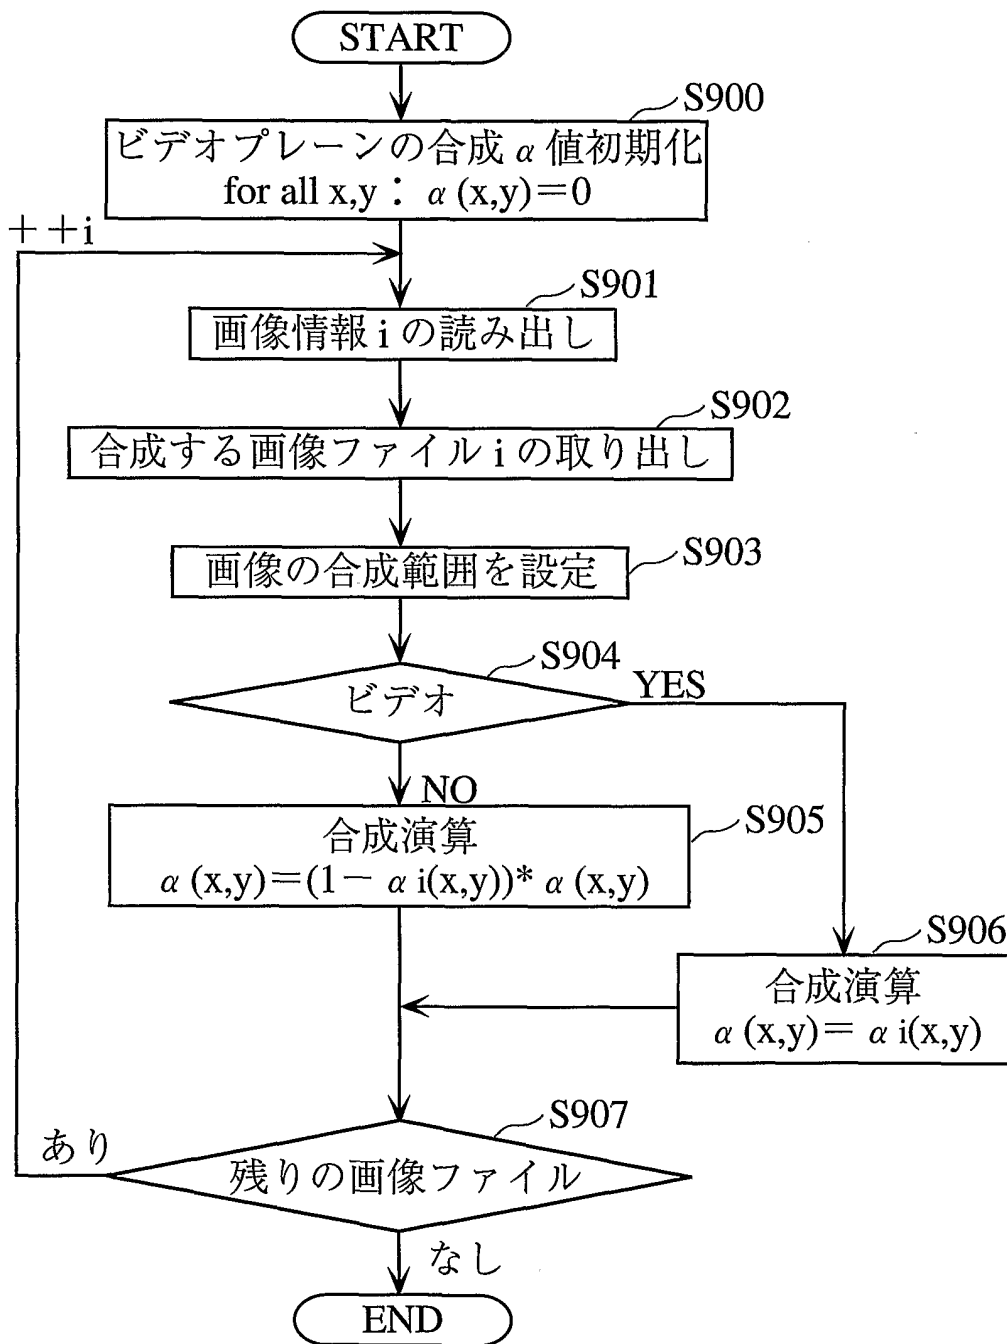 START
S900
ビデオプレーンの合成α値初期化
for all x,y : α(x,y)=0
++i
S901
画像情報iの読み出し
S902
合成する画像ファイルiの取り出し
S903
画像の合成範囲を設定
S904
ビデオ
YES
NO
S905
合成演算
α(x,y)=(1-αi(x,y))*α(x,y)
S906
合成演算
α(x,y)=αi(x,y)
S907
あり
残りの画像ファイル
なし
END